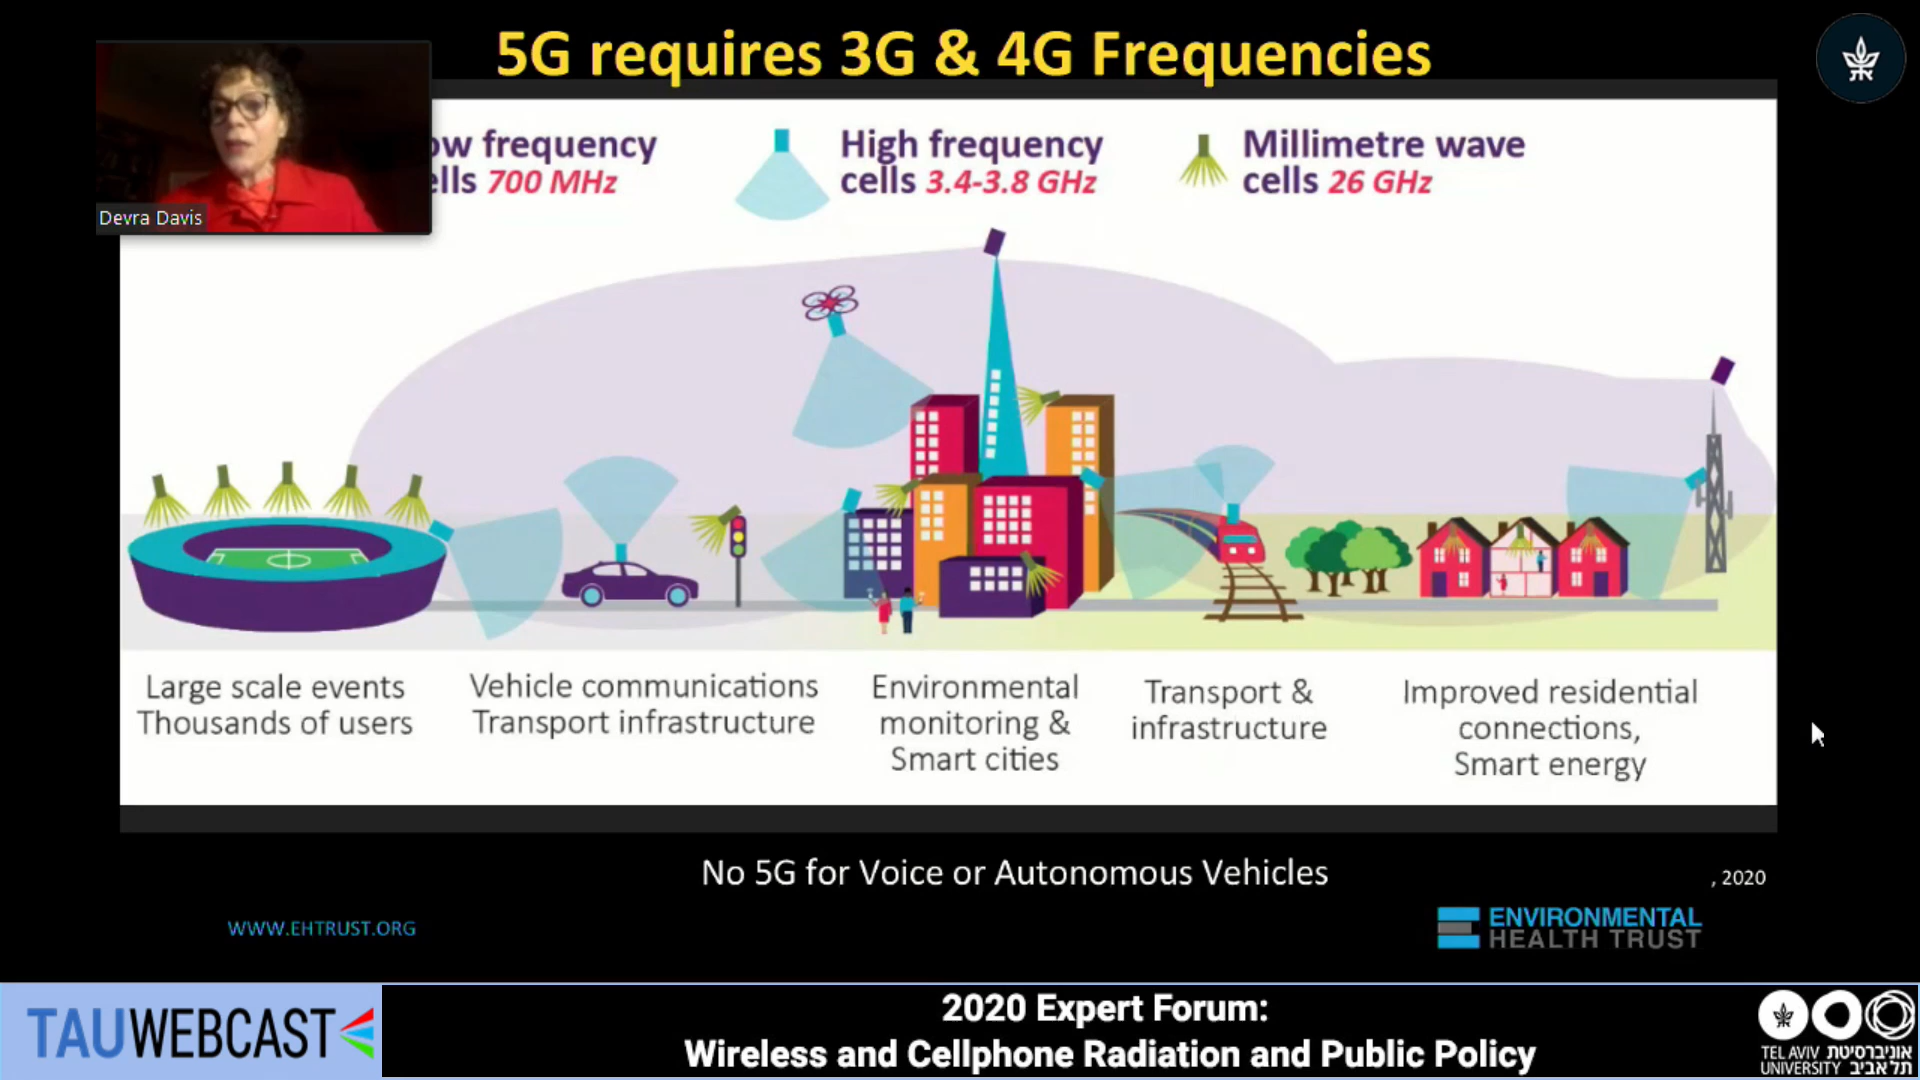 5G requires 3G & 4G Frequencies
Devra Davis
ow frequency
ells 700 MHz
High frequency
cells 3.4-3.8 GHz
Millimetre wave
cells 26 GHz
Large scale events
Thousands of users
Vehicle communications
Transport infrastructure
Environmental
monitoring &
Smart cities
Transport &
infrastructure
Improved residential
connections,
Smart energy
No 5G for Voice or Autonomous Vehicles
, 2020
WWW.EHTRUST.ORG
ENVIRONMENTAL
HEALTH TRUST
TAUWEBCAST
2020 Expert Forum:
Wireless and Cellphone Radiation and Public Policy
TEL AVIV אוניברסיטת
UNIVERSITY תל אביב